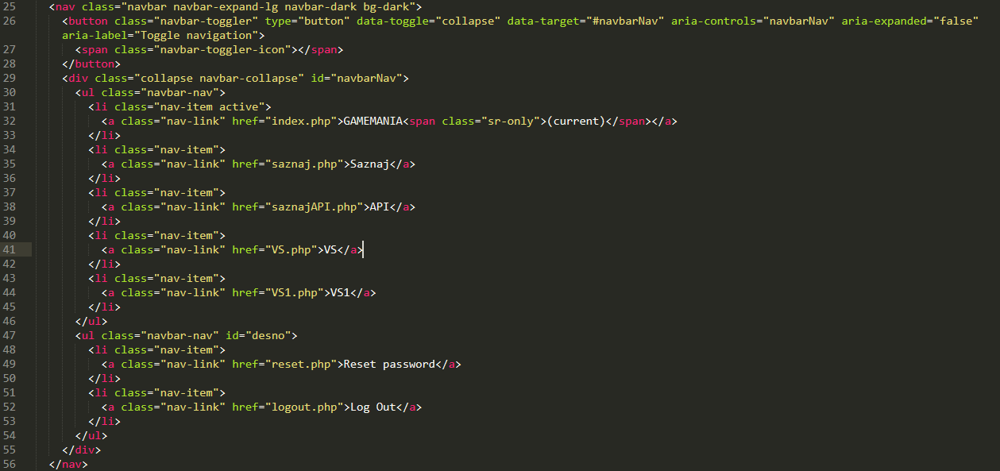 25 <nav class="navbar navbar-expand-lg navbar-dark bg-dark">
26 <button class="navbar-toggler" type="button" data-toggle="collapse" data-target="#navbarNav" aria-controls="navbarNav" aria-expanded="false"
aria-label="Toggle navigation">
27 <span class="navbar-toggler-icon"></span>
28 </button>
29 <div class="collapse navbar-collapse" id="navbarNav">
30 <ul class="navbar-nav">
31 <li class="nav-item active">
32 <a class="nav-link" href="index.php">GAMEMANIA<span class="sr-only">(current)</span></a>
33 </li>
34 <li class="nav-item">
35 <a class="nav-link" href="saznaj.php">Saznaj</a>
36 </li>
37 <li class="nav-item">
38 <a class="nav-link" href="saznajAPI.php">API</a>
39 </li>
40 <li class="nav-item">
41 <a class="nav-link" href="VS.php">VS</a>
42 </li>
43 <li class="nav-item">
44 <a class="nav-link" href="VS1.php">VS1</a>
45 </li>
46 </ul>
47 <ul class="navbar-nav" id="desno">
48 <li class="nav-item">
49 <a class="nav-link" href="reset.php">Reset password</a>
50 </li>
51 <li class="nav-item">
52 <a class="nav-link" href="logout.php">Log Out</a>
53 </li>
54 </ul>
55 </div>
56 </nav>